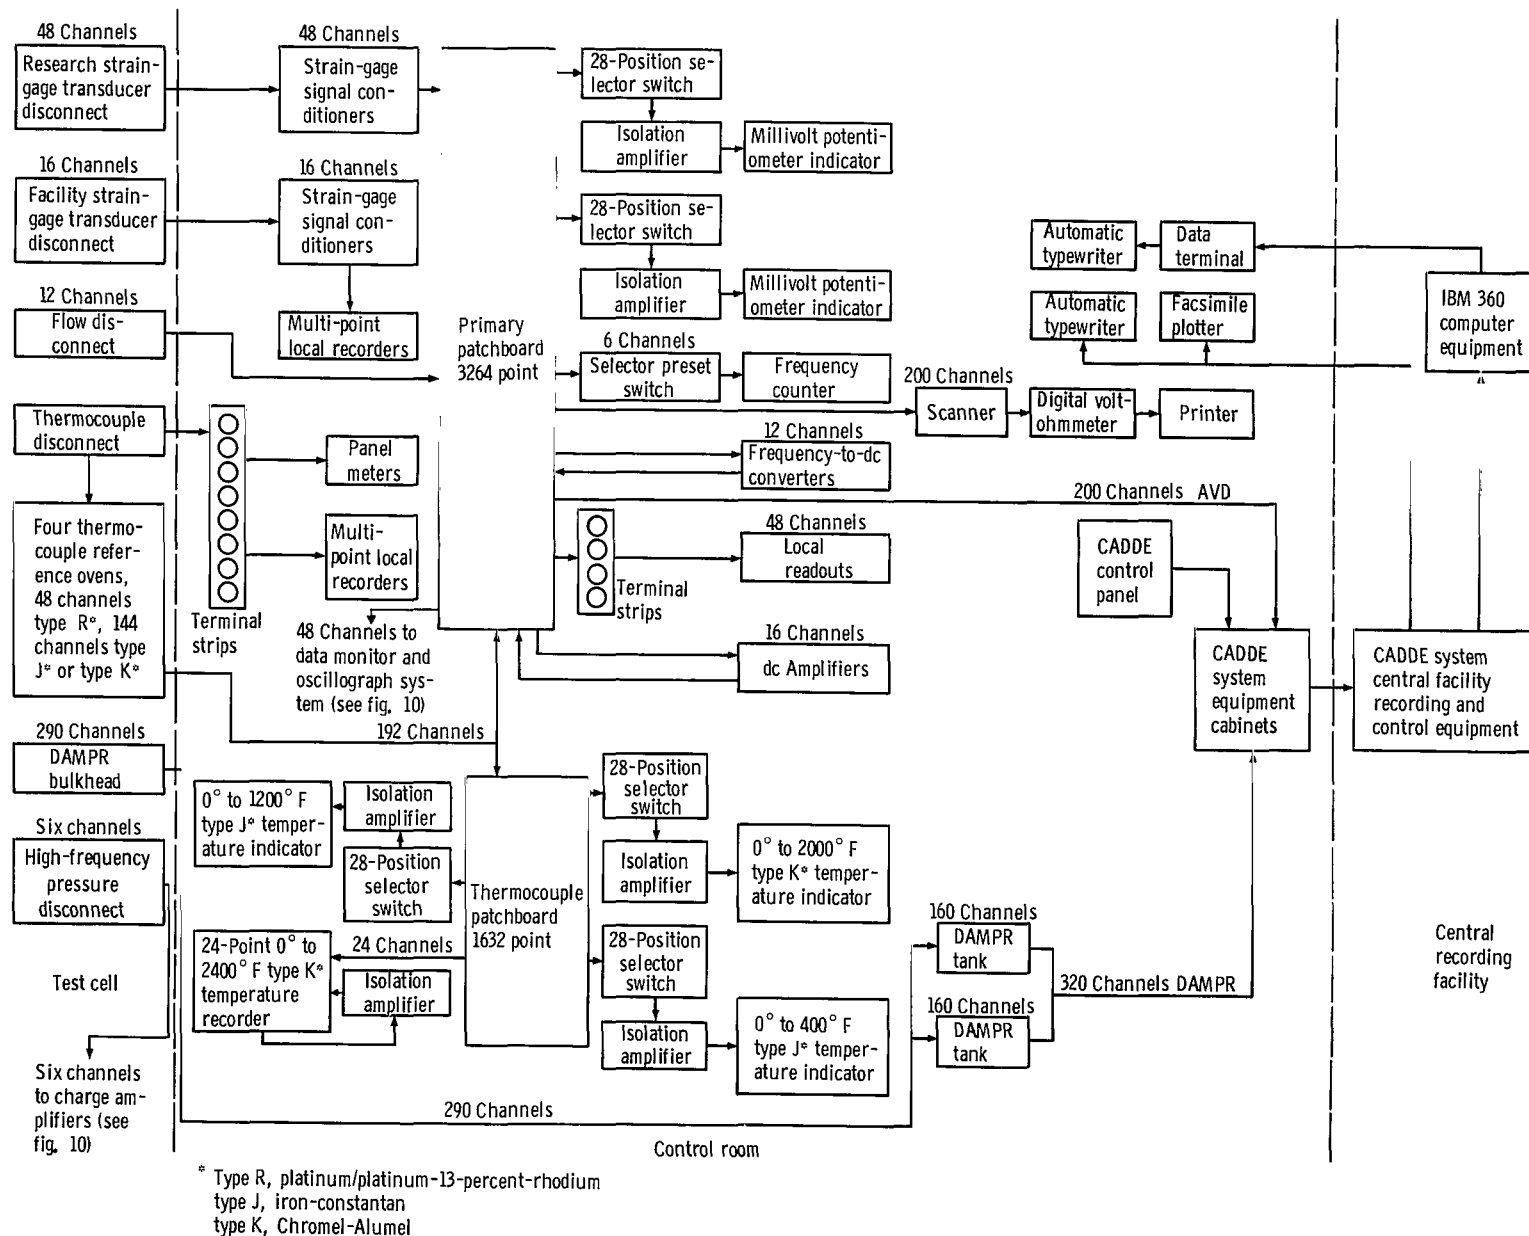 48 Channels
Research strain-
gage transducer
disconnect
16 Channels
Facility strain-
gage transducer
disconnect
12 Channels
Flow dis-
connect
Thermocouple
disconnect
Four thermo-
couple refer-
ence ovens,
48 channels
type R*, 144
channels type
J* or type K*
290 Channels
DAMPR
bulkhead
Six channels
High-frequency
pressure
disconnect
Test cell
Six channels
to charge am-
plifiers (see
fig. 10)
48 Channels
Strain-gage
signal con-
ditioners
16 Channels
Strain-gage
signal con-
ditioners
Multi-point
local recorders
Terminal
strips
Panel
meters
Multi-
point local
recorders
48 Channels to
data monitor and
oscillograph sys-
tem (see fig. 10)
192 Channels
Primary
patchboard
3264 point
28-Position se-
lector switch
Isolation
amplifier
Millivolt potenti-
ometer indicator
28-Position se-
lector switch
Isolation
amplifier
Millivolt potenti-
ometer indicator
6 Channels
Selector preset
switch
Frequency
counter
200 Channels
Scanner
Digital volt-
ohmmeter
Printer
12 Channels
Frequency-to-dc
converters
200 Channels AVD
Terminal
strips
48 Channels
Local
readouts
16 Channels
dc Amplifiers
0° to 1200° F
type J* temper-
ature indicator
Isolation
amplifier
28-Position
selector
switch
24-Point 0° to
2400° F type K*
temperature
recorder
24 Channels
Isolation
amplifier
Thermocouple
patchboard
1632 point
28-Position
selector
switch
Isolation
amplifier
0° to 2000° F
type K* temper-
ature indicator
28-Position
selector
switch
Isolation
amplifier
0° to 400° F
type J* temper-
ature indicator
290 Channels
160 Channels
DAMPR
tank
160 Channels
DAMPR
tank
320 Channels DAMPR
Control room
Automatic
typewriter
Data
terminal
Automatic
typewriter
Facsimile
plotter
IBM 360
computer
equipment
CADDE
control
panel
CADDE
system
equipment
cabinets
CADDE system
central facility
recording and
control equipment
Central
recording
facility
* Type R, platinum/platinum-13-percent-rhodium
type J, iron-constantan
type K, Chromel-Alumel